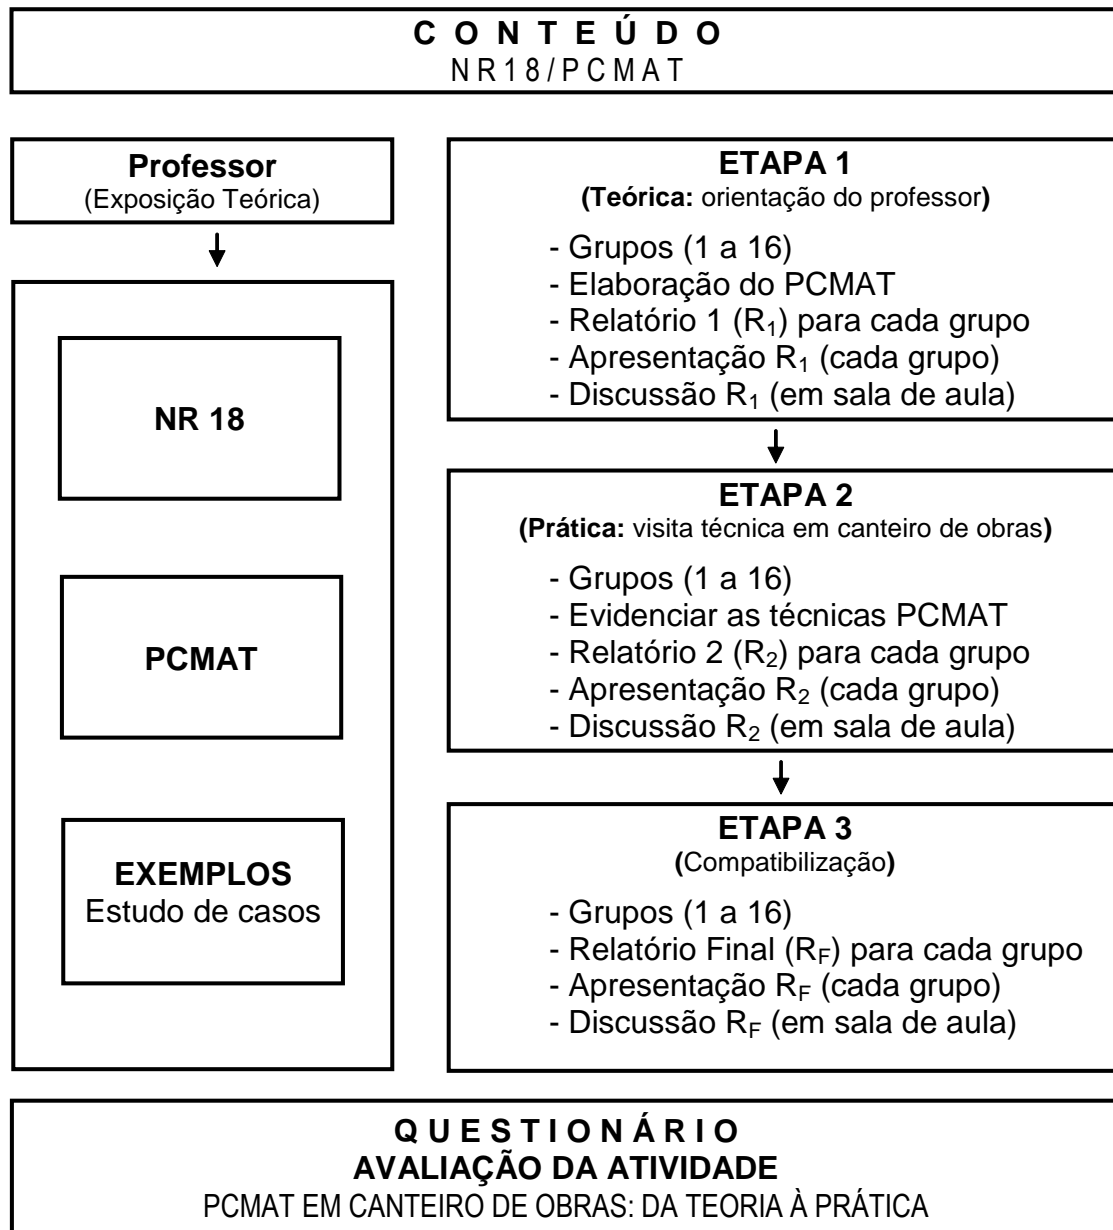 C O N T E Ú D O
N R 1 8 / P C M A T
Professor
(Exposição Teórica)
NR 18
PCMAT
EXEMPLOS
Estudo de casos
ETAPA 1
(Teórica: orientação do professor)
- Grupos (1 a 16)
- Elaboração do PCMAT
- Relatório 1 (R₁) para cada grupo
- Apresentação R₁ (cada grupo)
- Discussão R₁ (em sala de aula)
ETAPA 2
(Prática: visita técnica em canteiro de obras)
- Grupos (1 a 16)
- Evidenciar as técnicas PCMAT
- Relatório 2 (R₂) para cada grupo
- Apresentação R₂ (cada grupo)
- Discussão R₂ (em sala de aula)
ETAPA 3
(Compatibilização)
- Grupos (1 a 16)
- Relatório Final (RF) para cada grupo
- Apresentação RF (cada grupo)
- Discussão RF (em sala de aula)
Q U E S T I O N Á R I O
AVALIAÇÃO DA ATIVIDADE
PCMAT EM CANTEIRO DE OBRAS: DA TEORIA À PRÁTICA